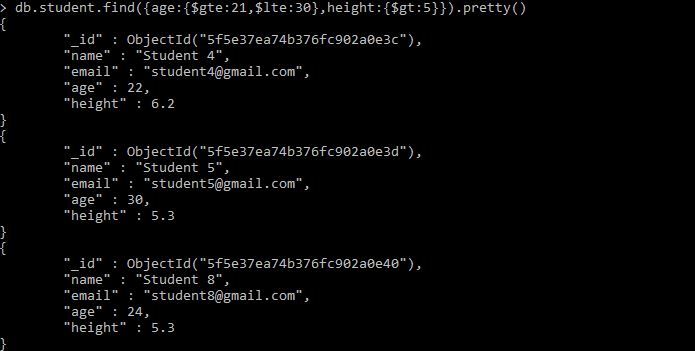 > db.student.find({age:{$gte:21,$lte:30},height:{$gt:5}}).pretty()
{
        "_id" : ObjectId("5f5e37ea74b376fc902a0e3c"),
        "name" : "Student 4",
        "email" : "student4@gmail.com",
        "age" : 22,
        "height" : 6.2
}
{
        "_id" : ObjectId("5f5e37ea74b376fc902a0e3d"),
        "name" : "Student 5",
        "email" : "student5@gmail.com",
        "age" : 30,
        "height" : 5.3
}
{
        "_id" : ObjectId("5f5e37ea74b376fc902a0e40"),
        "name" : "Student 8",
        "email" : "student8@gmail.com",
        "age" : 24,
        "height" : 5.3
}